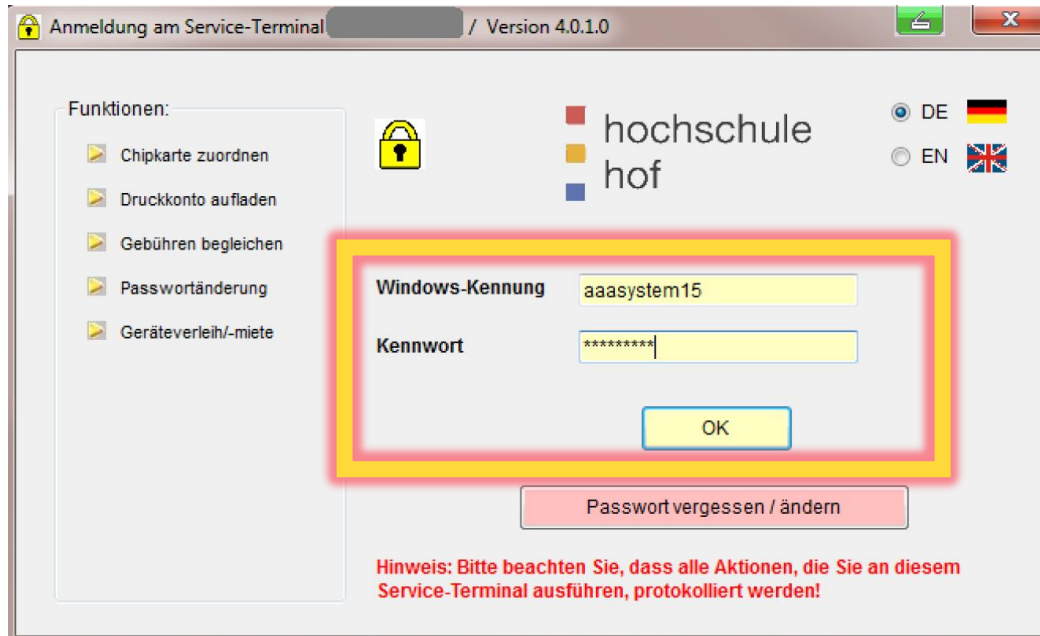 Anmeldung am Service-Terminal / Version 4.0.1.0
Funktionen:
Chipkarte zuordnen
Druckkonto aufladen
Gebühren begleichen
Passwortänderung
Geräteverleih/-miete
hochschule
hof
DE
EN
Windows-Kennung
aaasystem15
Kennwort
*********
OK
Passwort vergessen / ändern
Hinweis: Bitte beachten Sie, dass alle Aktionen, die Sie an diesem
Service-Terminal ausführen, protokolliert werden!